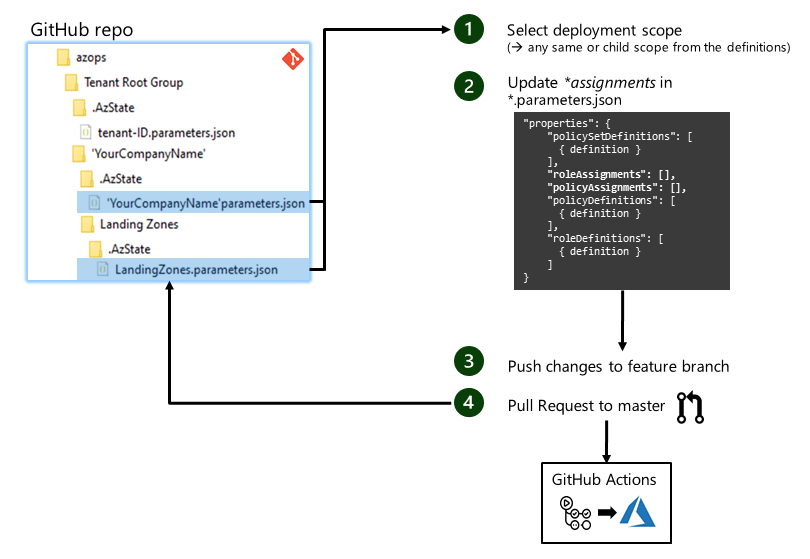 GitHub repo
azops
Tenant Root Group
.AzState
tenant-ID.parameters.json
'YourCompanyName'
.AzState
'YourCompanyName'parameters.json
Landing Zones
.AzState
LandingZones.parameters.json
1
Select deployment scope
(→ any same or child scope from the definitions)
2
Update *assignments in
*.parameters.json
"properties": {
"policySetDefinitions": [
{ definition }
],
"roleAssignments": [],
"policyAssignments": [],
"policyDefinitions": [
{ definition }
],
"roleDefinitions": [
{ definition }
]
}
3
Push changes to feature branch
4
Pull Request to master
GitHub Actions